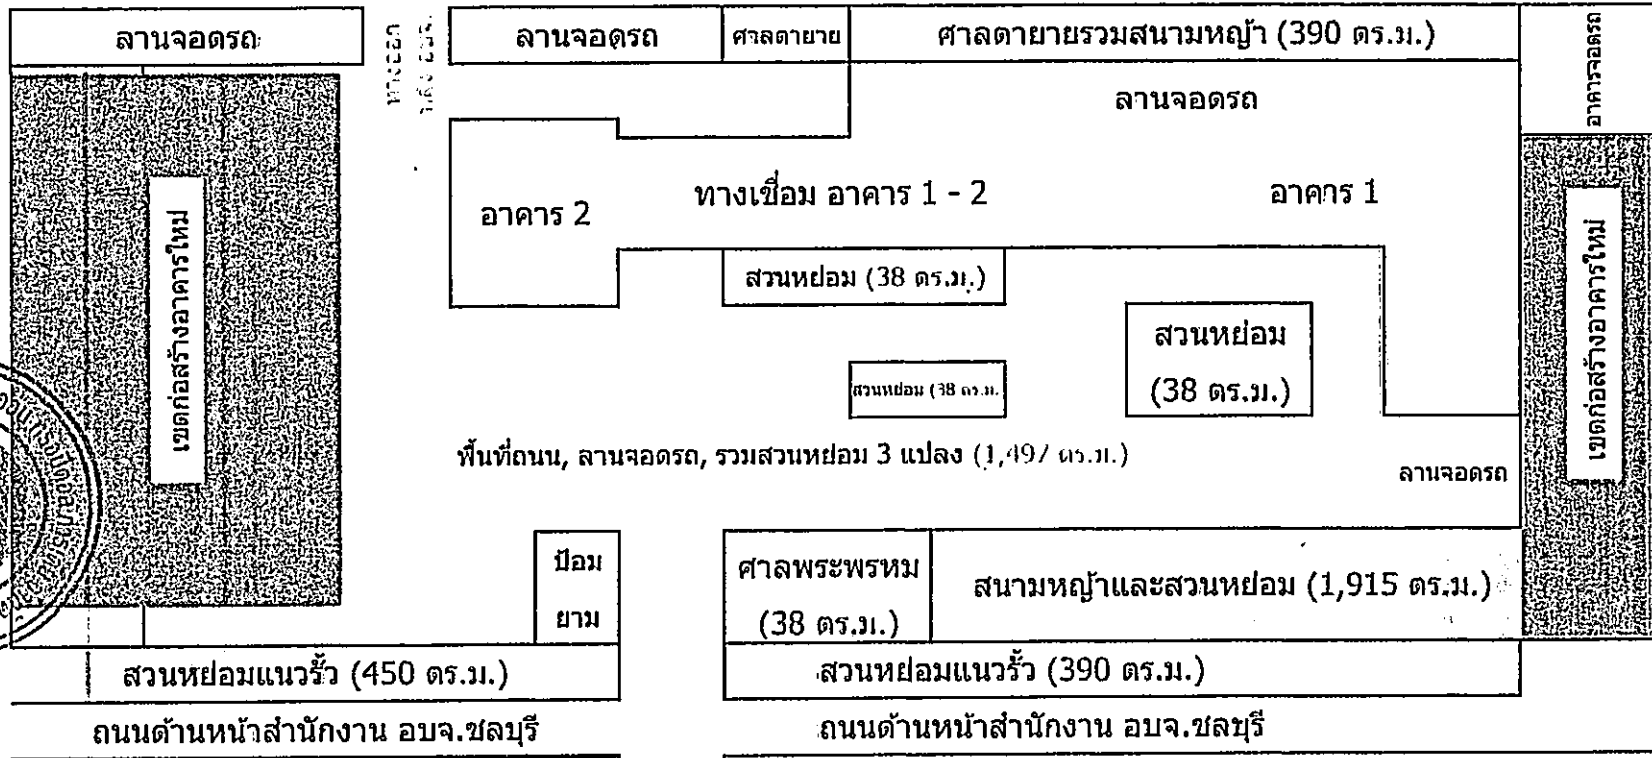 ลานจอดรถ
ทางออก
ลานจอดรถ
ศาลตายาย
ศาลตายายรวมสนามหญ้า (390 ตร.ม.)
อาคารจอดรถ
ลานจอดรถ
เขตก่อสร้างอาคารใหม่
อาคาร 2
ทางเชื่อม อาคาร 1 - 2
อาคาร 1
เขตก่อสร้างอาคารใหม่
สวนหย่อม (38 ตร.ม.)
สวนหย่อม
(38 ตร.ม.)
สวนหย่อม (38 ตร.ม.
พื้นที่ถนน, ลานจอดรถ, รวมสวนหย่อม 3 แปลง (1,497 ตร.ม.)
ลานจอดรถ
ป้อม
ยาม
ศาลพระพรหม
(38 ตร.ม.)
สนามหญ้าและสวนหย่อม (1,915 ตร.ม.)
สวนหย่อมแนวรั้ว (450 ตร.ม.)
สวนหย่อมแนวรั้ว (390 ตร.ม.)
ถนนด้านหน้าสำนักงาน อบจ.ชลบุรี
ถนนด้านหน้าสำนักงาน อบจ.ชลบุรี